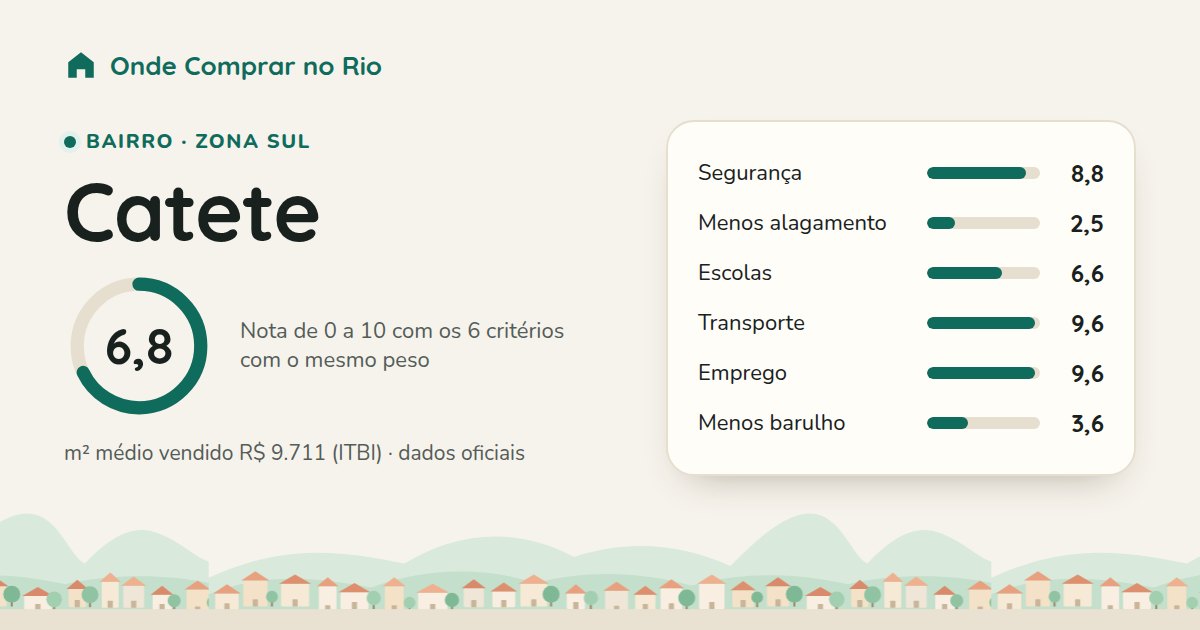 Onde Comprar no Rio
BAIRRO · ZONA SUL
Catete
6,8
Nota de 0 a 10 com os 6 critérios
com o mesmo peso
m² médio vendido R$ 9.711 (ITBI) · dados oficiais
Segurança 8,8
Menos alagamento 2,5
Escolas 6,6
Transporte 9,6
Emprego 9,6
Menos barulho 3,6